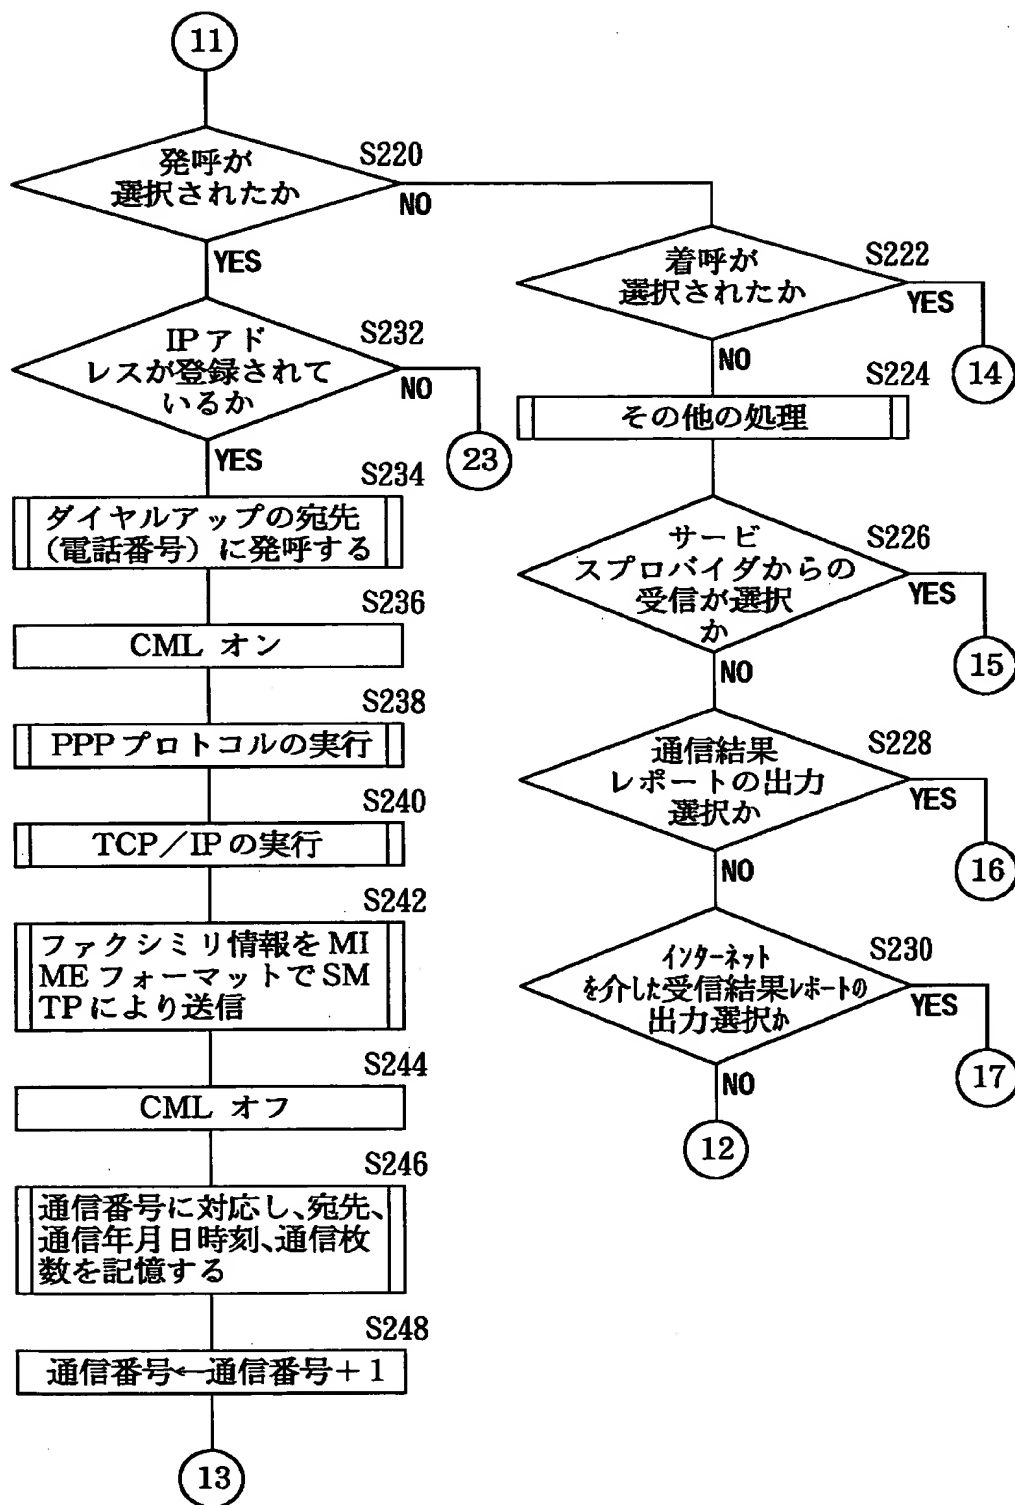 11
S220
発呼が
選択されたか
NO
YES
S232
IPアド
レスが登録されて
いるか
NO
YES
23
S234
ダイヤルアップの宛先
(電話番号)に発呼する
S236
CML オン
S238
PPPプロトコルの実行
S240
TCP/IPの実行
S242
ファクシミリ情報をMI
MEフォーマットでSM
TPにより送信
S244
CML オフ
S246
通信番号に対応し、宛先、
通信年月日時刻、通信枚
数を記憶する
S248
通信番号←通信番号+1
13
S222
着呼が
選択されたか
YES
NO
14
S224
その他の処理
S226
サービ
スプロバイダからの
受信が選択
か
YES
NO
15
S228
通信結果
レポートの出力
選択か
YES
NO
16
S230
インターネット
を介した受信結果レポートの
出力選択か
YES
NO
17
12